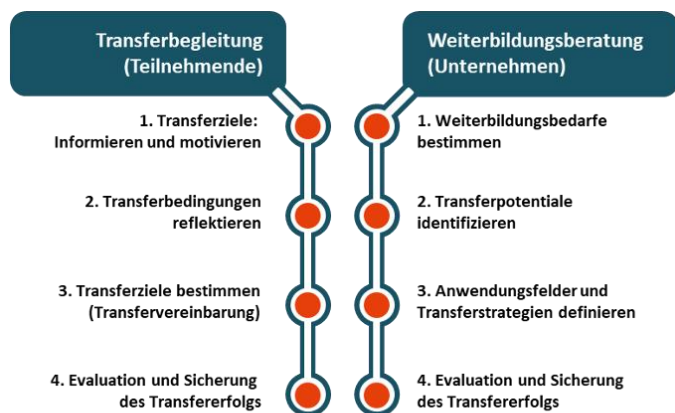 Transferbegleitung
(Teilnehmende)
1. Transferziele:
Informieren und motivieren
2. Transferbedingungen
reflektieren
3. Transferziele bestimmen
(Transfervereinbarung)
4. Evaluation und Sicherung
des Transfererfolgs
Weiterbildungsberatung
(Unternehmen)
1. Weiterbildungsbedarfe
bestimmen
2. Transferpotentiale
identifizieren
3. Anwendungsfelder und
Transferstrategien definieren
4. Evaluation und Sicherung
des Transfererfolgs